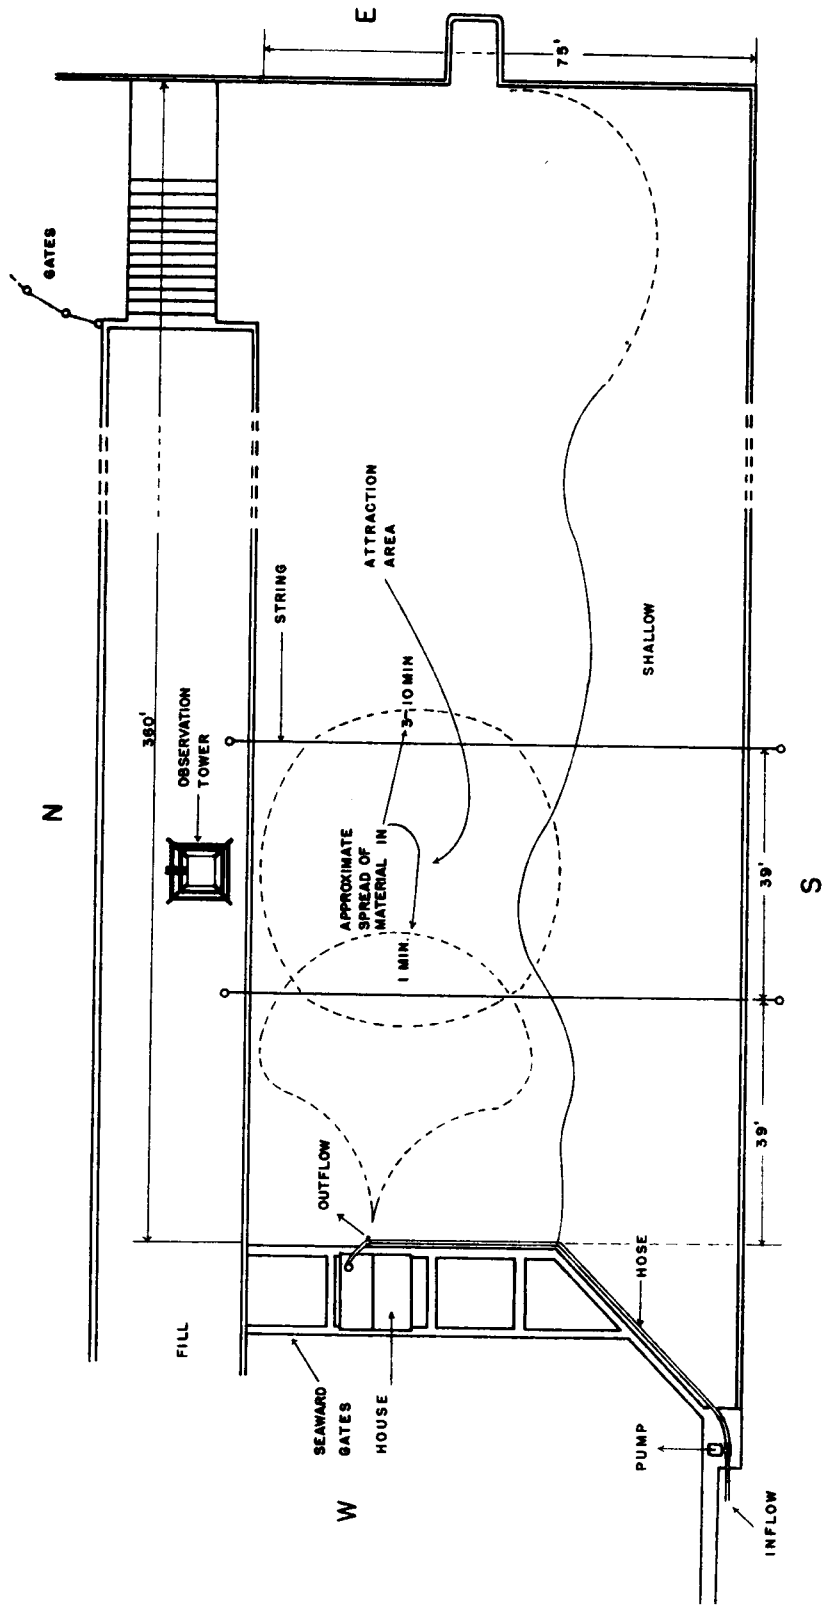 N
GATES
E
75'
360'
OBSERVATION
TOWER
STRING
ATTRACTION
AREA
APPROXIMATE
SPREAD OF
MATERIAL IN
1 MIN.
3-10 MIN
SHALLOW
FILL
OUTFLOW
SEAWARD
GATES
HOUSE
W
HOSE
PUMP
INFLOW
39'
39'
S